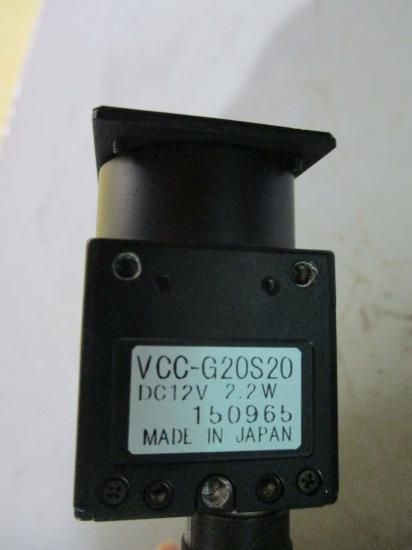 VCC-G20S20
DC12V 2.2W
150965
MADE IN JAPAN